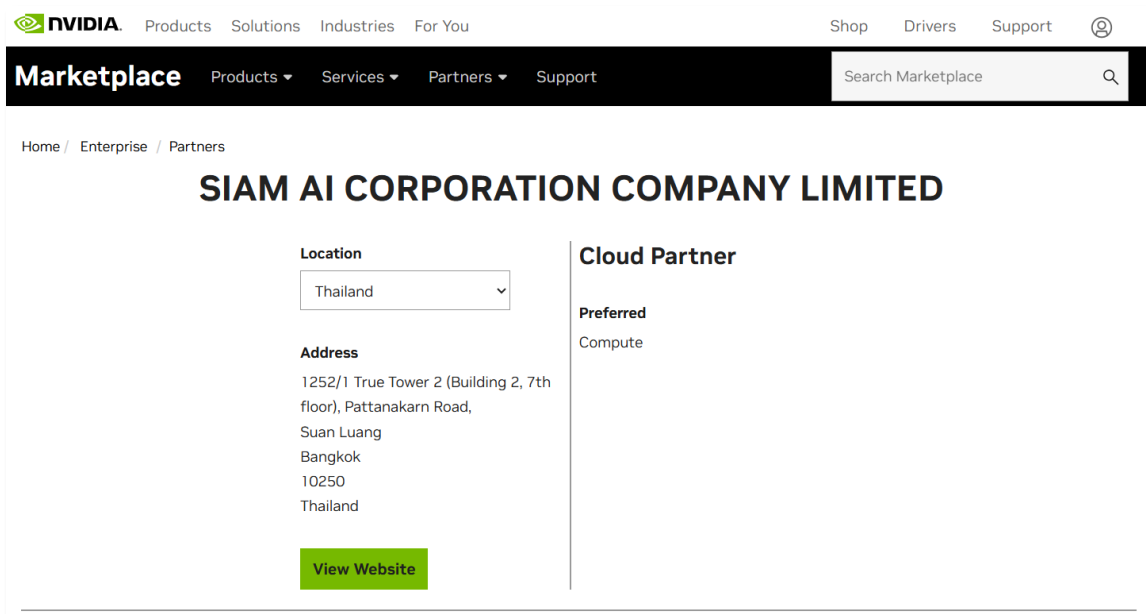 NVIDIA. Products Solutions Industries For You Shop Drivers Support
Marketplace Products Services Partners Support Search Marketplace
Home / Enterprise / Partners
SIAM AI CORPORATION COMPANY LIMITED
Location
Thailand
Address
1252/1 True Tower 2 (Building 2, 7th
floor), Pattanakarn Road,
Suan Luang
Bangkok
10250
Thailand
View Website
Cloud Partner
Preferred
Compute